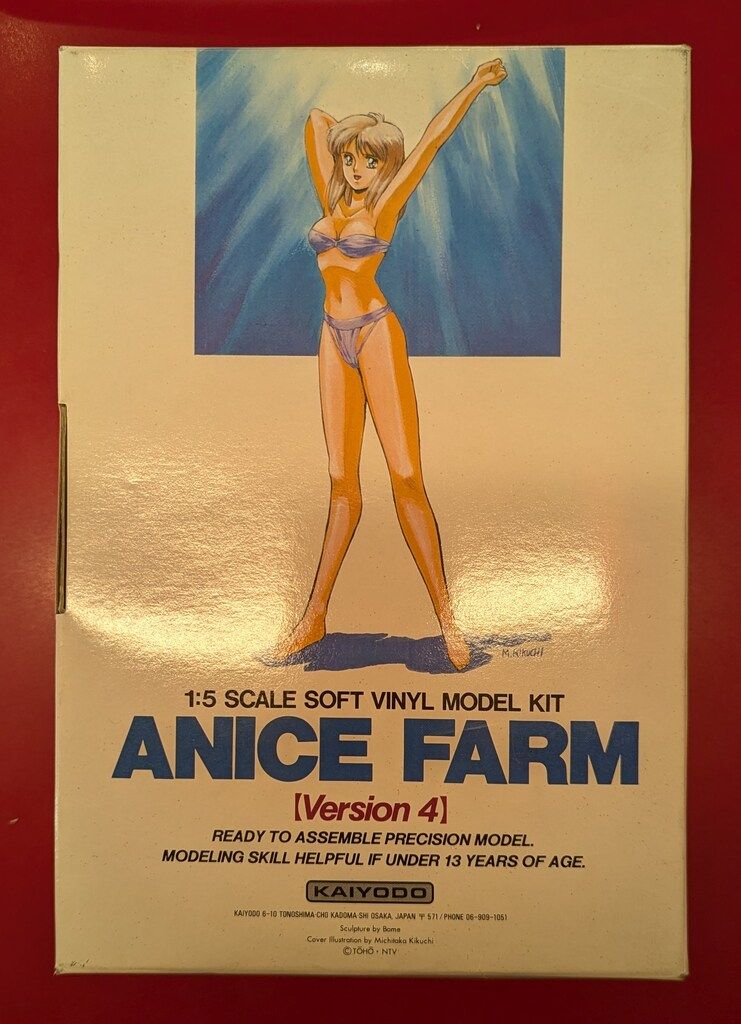 M. KIKUCHI
1:5 SCALE SOFT VINYL MODEL KIT
ANICE FARM
【Version 4】
READY TO ASSEMBLE PRECISION MODEL.
MODELING SKILL HELPFUL IF UNDER 13 YEARS OF AGE.
KAIYODO
KAIYODO 6-10 TONOSHIMA-CHO KADOMA-SHI OSAKA, JAPAN 〒571/PHONE 06-909-1051
Sculpture by Bome
Cover Illustration by Michitaka Kikuchi
©TŌHŌ・NTV